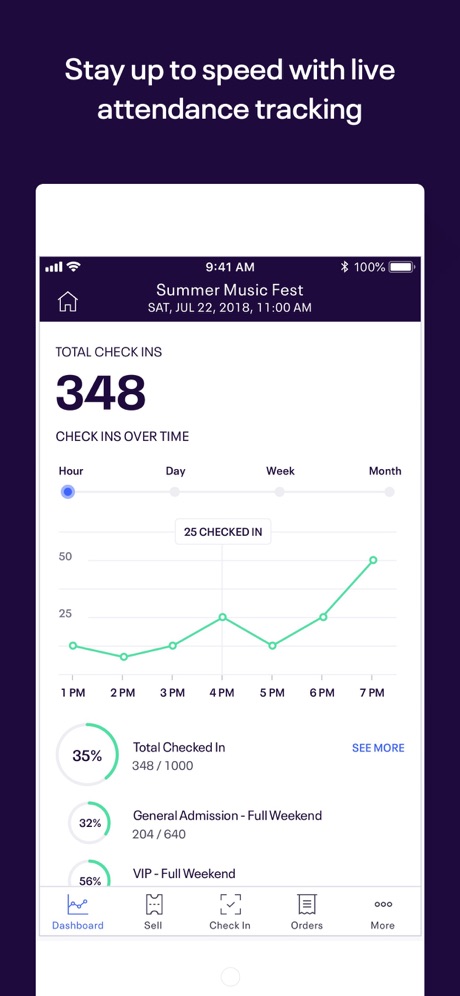 Stay up to speed with live
attendance tracking
9:41 AM
100%
Summer Music Fest
SAT, JUL 22, 2018, 11:00 AM
TOTAL CHECK INS
348
CHECK INS OVER TIME
Hour Day Week Month
25 CHECKED IN
50
25
1 PM 2 PM 3 PM 4 PM 5 PM 6 PM 7 PM
35%
Total Checked In
SEE MORE
348 / 1000
32%
General Admission - Full Weekend
204 / 640
56%
VIP - Full Weekend
Dashboard Sell Check In Orders More